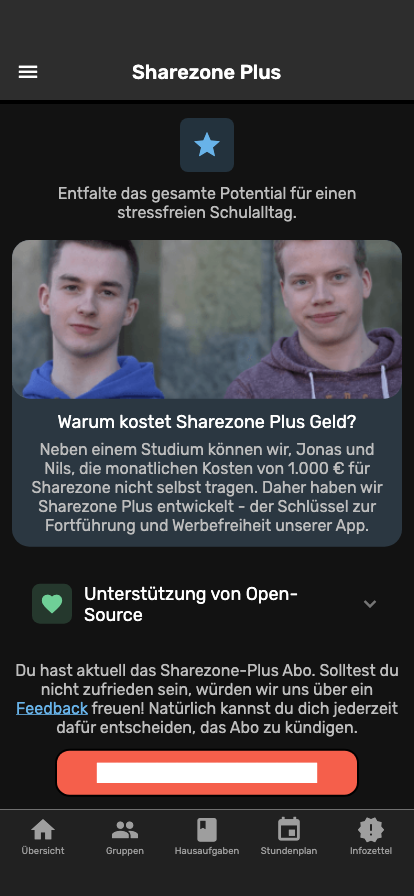 Sharezone Plus
Entfalte das gesamte Potential für einen
stressfreien Schulalltag.
Warum kostet Sharezone Plus Geld?
Neben einem Studium können wir, Jonas und
Nils, die monatlichen Kosten von 1.000 € für
Sharezone nicht selbst tragen. Daher haben wir
Sharezone Plus entwickelt - der Schlüssel zur
Fortführung und Werbefreiheit unserer App.
Unterstützung von Open-
Source
Du hast aktuell das Sharezone-Plus Abo. Solltest du
nicht zufrieden sein, würden wir uns über ein
Feedback freuen! Natürlich kannst du dich jederzeit
dafür entscheiden, das Abo zu kündigen.
Übersicht
Gruppen
Hausaufgaben
Stundenplan
Infozettel